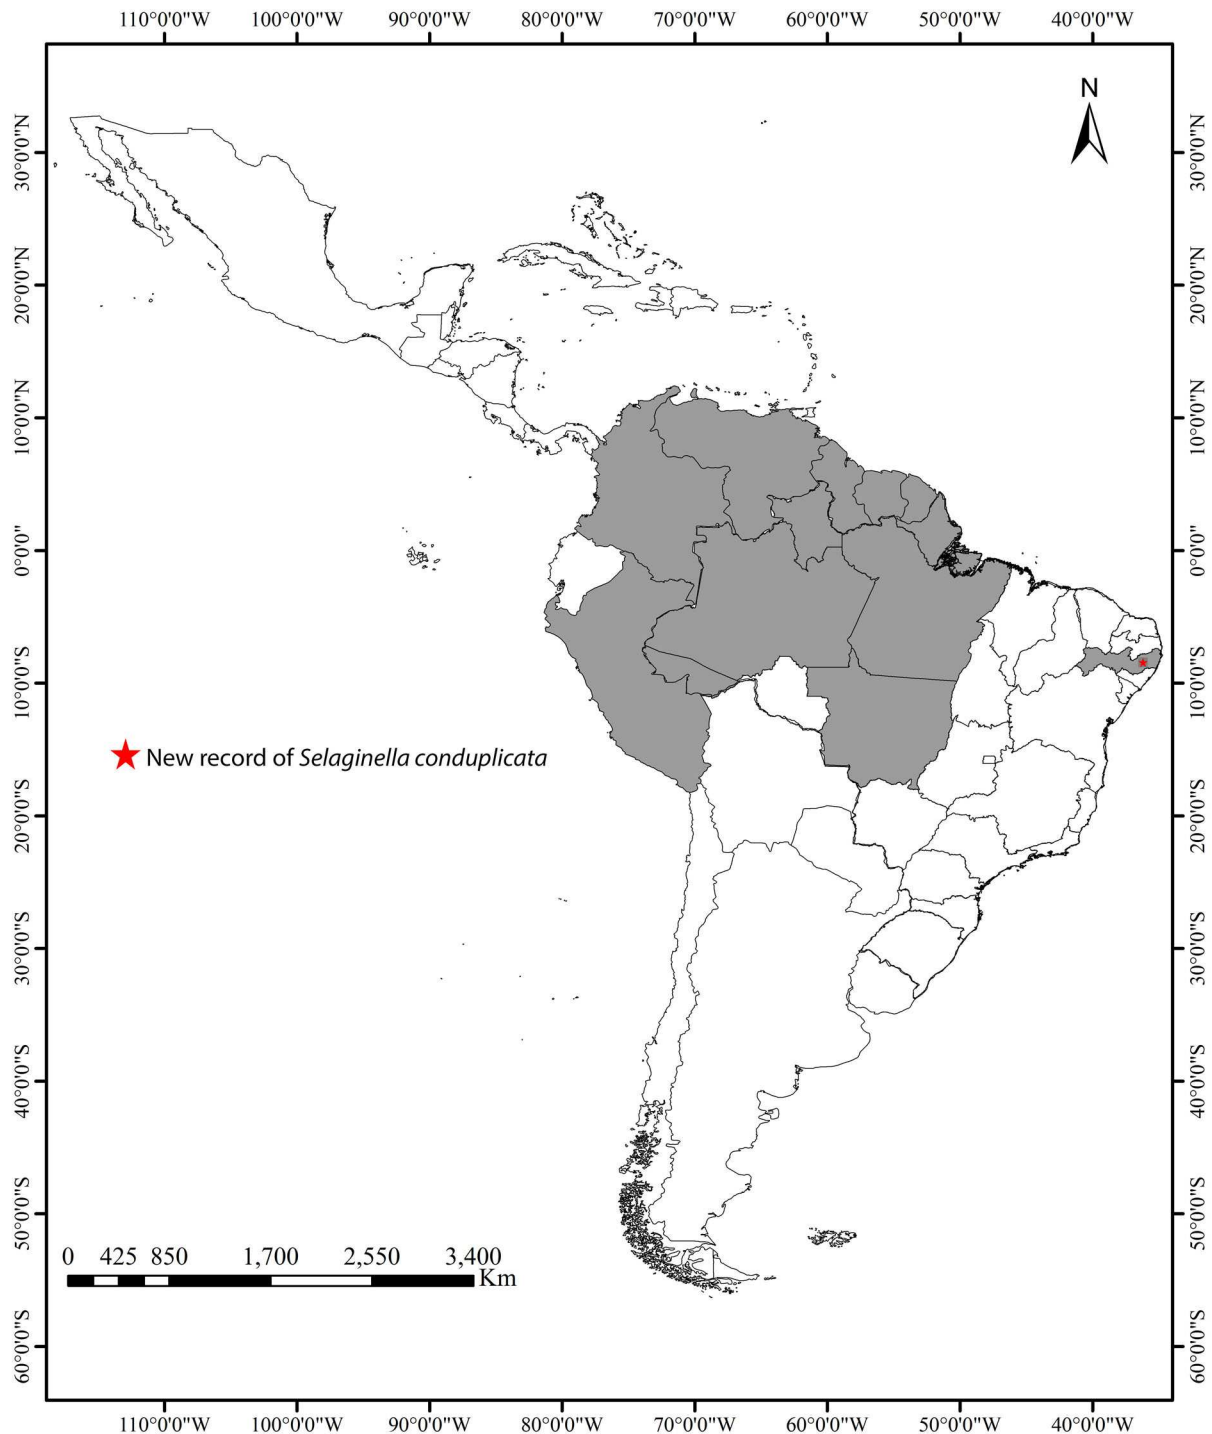 110°0'0"W 100°0'0"W 90°0'0"W 80°0'0"W 70°0'0"W 60°0'0"W 50°0'0"W 40°0'0"W
N
30°0'0"N
20°0'0"N
10°0'0"N
0°0'0"
10°0'0"S
20°0'0"S
30°0'0"S
40°0'0"S
50°0'0"S
60°0'0"S
New record of Selaginella conduplicata
0 425 850 1,700 2,550 3,400
Km
30°0'0"N
20°0'0"N
10°0'0"N
0°0'0"
10°0'0"S
20°0'0"S
30°0'0"S
40°0'0"S
50°0'0"S
60°0'0"S
110°0'0"W 100°0'0"W 90°0'0"W 80°0'0"W 70°0'0"W 60°0'0"W 50°0'0"W 40°0'0"W